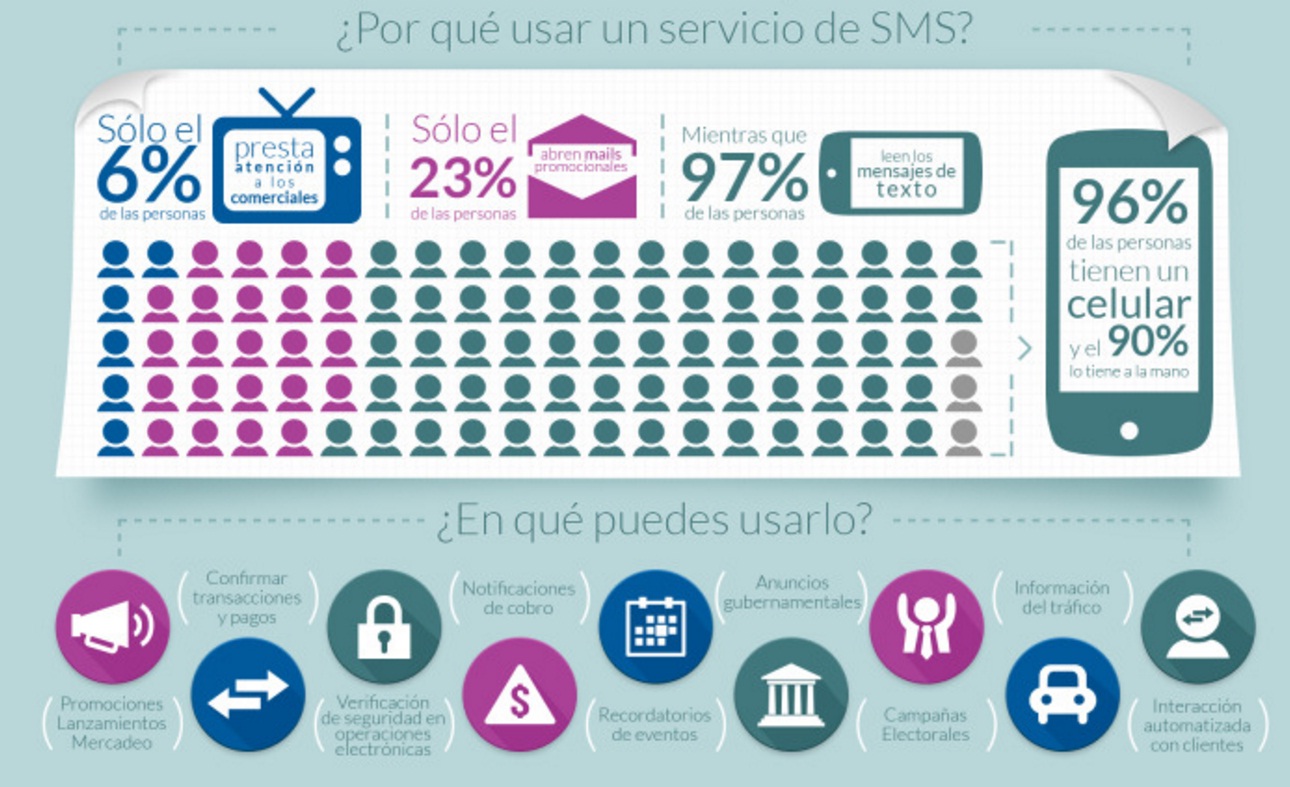 ¿Por qué usar un servicio de SMS?
Sólo el
6%
de las personas
presta
atención
a los
comerciales
Sólo el
23%
de las personas
abren mails
promocionales
Mientras que
97%
de las personas
leen los
mensajes de
texto
96%
de las personas
tienen un
celular
y el 90%
lo tiene a la mano
¿En qué puedes usarlo?
Promociones
Lanzamientos
Mercadeo
Confirmar
transacciones
y pagos
Verificación
de seguridad en
operaciones
electrónicas
Notificaciones
de cobro
$
Recordatorios
de eventos
Anuncios
gubernamentales
Campañas
Electorales
Información
del tráfico
Interacción
automatizada
con clientes